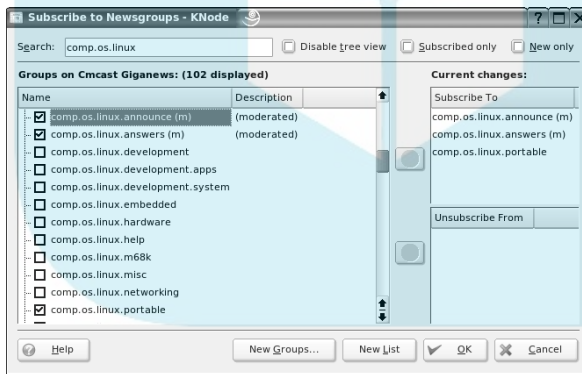 Subscribe to Newsgroups - KNode
Search: comp.os.linux Disable tree view Subscribed only New only
Groups on Cmcast Giganews: (102 displayed) Current changes:
Name Description Subscribe To
comp.os.linux.announce (m) (moderated) comp.os.linux.announce (m)
comp.os.linux.answers (m) (moderated) comp.os.linux.answers (m)
comp.os.linux.development comp.os.linux.portable
comp.os.linux.development.apps
comp.os.linux.development.system
comp.os.linux.embedded
comp.os.linux.hardware Unsubscribe From
comp.os.linux.help
comp.os.linux.m68k
comp.os.linux.misc
comp.os.linux.networking
comp.os.linux.portable
Help New Groups... New List OK Cancel